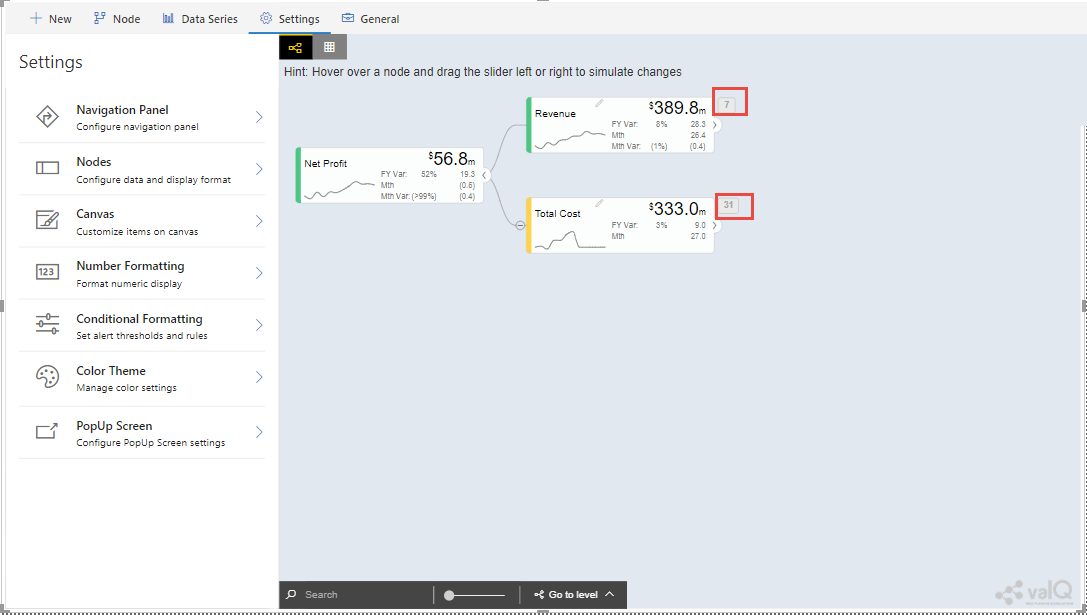 New
Node
Data Series
Settings
General
Settings
Navigation Panel
Configure navigation panel
Nodes
Configure data and display format
Canvas
Customize items on canvas
Number Formatting
123
Format numeric display
Conditional Formatting
Set alert thresholds and rules
Color Theme
Manage color settings
PopUp Screen
Configure PopUp Screen settings
Hint: Hover over a node and drag the slider left or right to simulate changes
Net Profit
$56.8m
FY Var: 52% 19.3
Mth (0.6)
Mth Var: (>99%) (0.4)
Revenue
$389.8m
FY Var: 8% 28.3
Mth 26.4
Mth Var: (1%) (0.4)
7
Total Cost
$333.0m
FY Var: 3% 9.0
Mth 27.0
31
Search
Go to level
valQ